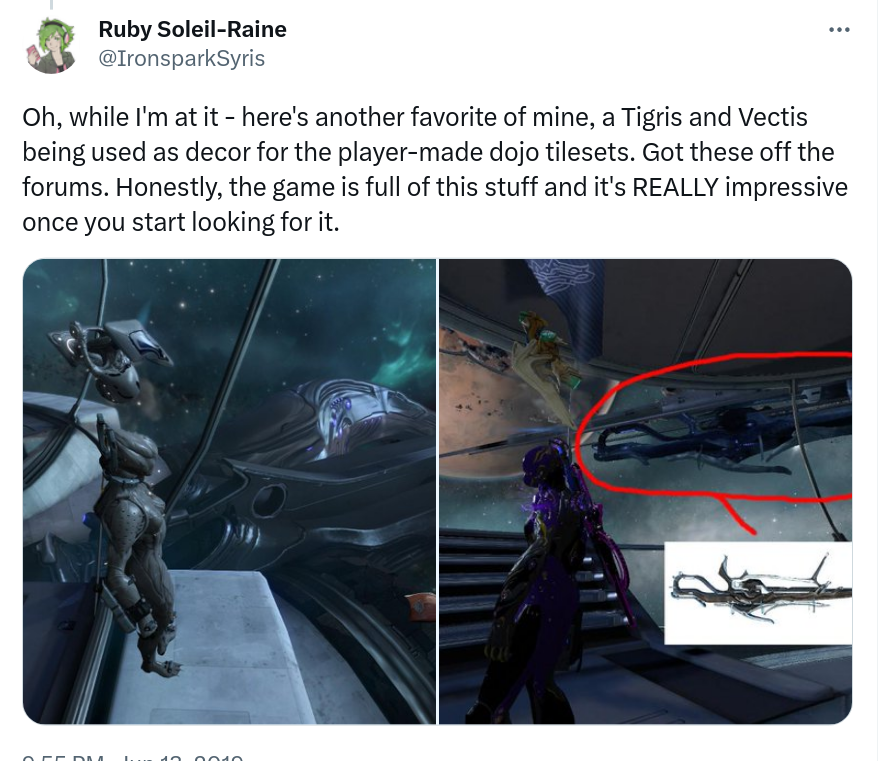 Ruby Soleil-Raine
@IronsparkSyris
Oh, while I'm at it - here's another favorite of mine, a Tigris and Vectis
being used as decor for the player-made dojo tilesets. Got these off the
forums. Honestly, the game is full of this stuff and it's REALLY impressive
once you start looking for it.